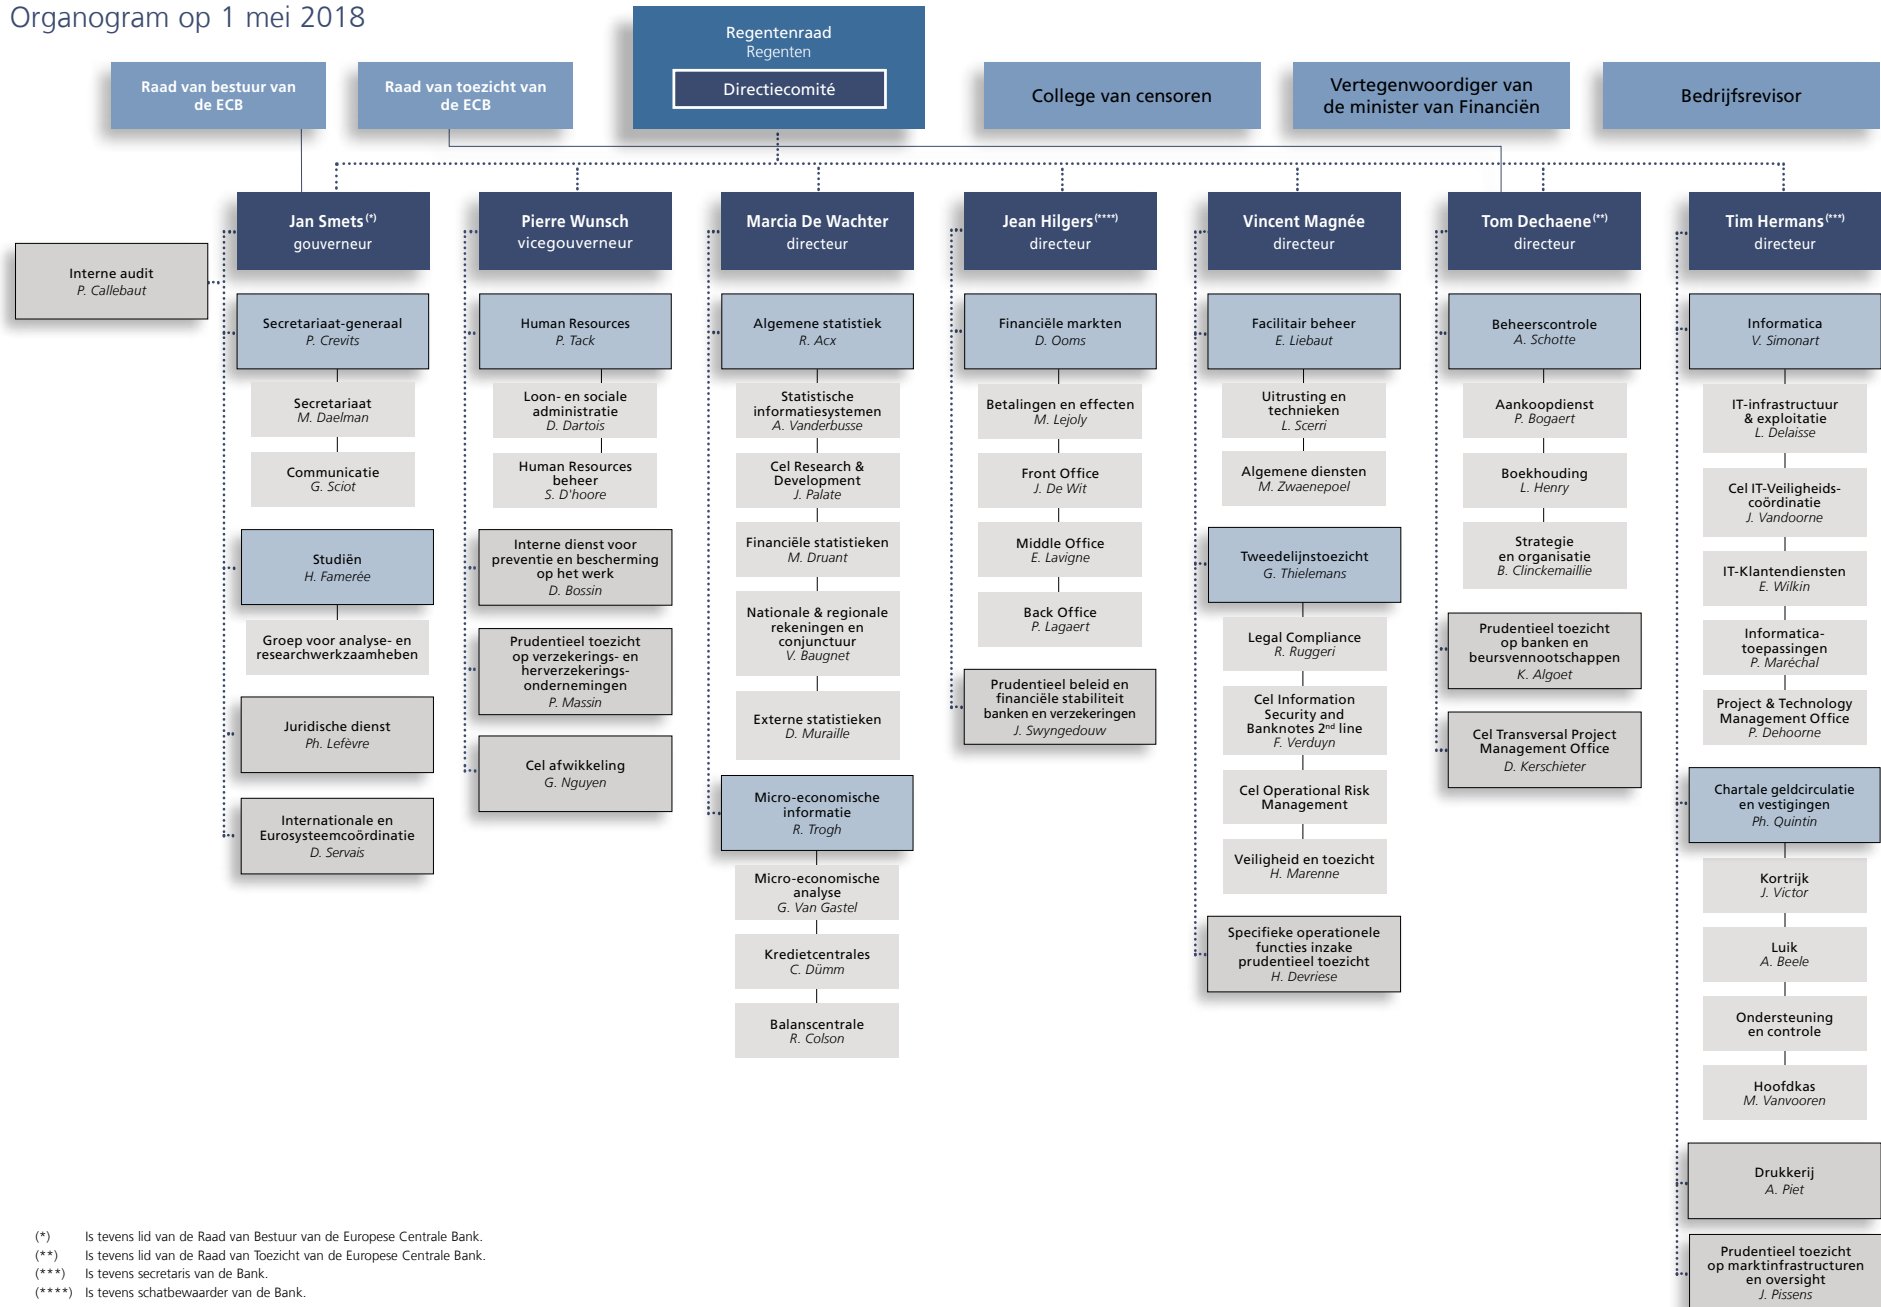 Organogram op 1 mei 2018
Regentenraad
Regenten
Directiecomité
Raad van bestuur van
de ECB
Raad van toezicht van
de ECB
College van censoren
Vertegenwoordiger van
de minister van Financiën
Bedrijfsrevisor
Jan Smets(*)
gouverneur
Interne audit
P. Callebaut
Secretariaat-generaal
P. Crevits
Secretariaat
M. Daelman
Communicatie
G. Sciot
Studiën
H. Famerée
Groep voor analyse- en
researchwerkzaamheden
Juridische dienst
Ph. Lefèvre
Internationale en
Eurosysteemcoördinatie
D. Servais
Pierre Wunsch
vicegouverneur
Human Resources
P. Tack
Loon- en sociale
administratie
D. Dartois
Human Resources
beheer
S. D'hoore
Interne dienst voor
preventie en bescherming
op het werk
D. Bossin
Prudentieel toezicht
op verzekerings- en
herverzekerings-
ondernemingen
P. Massin
Cel afwikkeling
G. Nguyen
Marcia De Wachter
directeur
Algemene statistiek
R. Acx
Statistische
informatiesystemen
A. Vanderbusse
Cel Research &
Development
J. Palate
Financiële statistieken
M. Druant
Nationale & regionale
rekeningen en
conjunctuur
V. Baugnet
Externe statistieken
D. Muraille
Micro-economische
informatie
R. Trogh
Micro-economische
analyse
G. Van Gastel
Kredietcentrales
C. Dümm
Balanscentrale
R. Colson
Jean Hilgers(****)
directeur
Financiële markten
D. Ooms
Betalingen en effecten
M. Lejoly
Front Office
J. De Wit
Middle Office
E. Lavigne
Back Office
P. Lagaert
Prudentieel beleid en
financiële stabiliteit
banken en verzekeringen
J. Swyngedouw
Vincent Magnée
directeur
Facilitair beheer
E. Liebaut
Uitrusting en
technieken
L. Scerri
Algemene diensten
M. Zwaenepoel
Tweedelijnstoezicht
G. Thielemans
Legal Compliance
R. Ruggeri
Cel Information
Security and
Banknotes 2nd line
F. Verduyn
Cel Operational Risk
Management
Veiligheid en toezicht
H. Marenne
Specifieke operationele
functies inzake
prudentieel toezicht
H. Devriese
Tom Dechaene(**)
directeur
Beheerscontrole
A. Schotte
Aankoopdienst
P. Bogaert
Boekhouding
L. Henry
Strategie
en organisatie
B. Clinckemaillie
Prudentieel toezicht
op banken en
beursvennootschappen
K. Algoet
Cel Transversal Project
Management Office
D. Kerschieter
Tim Hermans(***)
directeur
Informatica
V. Simonart
IT-infrastructuur
& exploitatie
L. Delaisse
Cel IT-Veiligheids-
coördinatie
J. Vandoorne
IT-Klantendiensten
E. Wilkin
Informatica-
toepassingen
P. Maréchal
Project & Technology
Management Office
P. Dehoorne
Chartale geldcirculatie
en vestigingen
Ph. Quintin
Kortrijk
J. Victor
Luik
A. Beele
Ondersteuning
en controle
Hoofdkas
M. Vanvooren
Drukkerij
A. Piet
Prudentieel toezicht
op marktinfrastructuren
en oversight
J. Pissens
(*) Is tevens lid van de Raad van Bestuur van de Europese Centrale Bank.
(**) Is tevens lid van de Raad van Toezicht van de Europese Centrale Bank.
(***) Is tevens secretaris van de Bank.
(****) Is tevens schatbewaarder van de Bank.